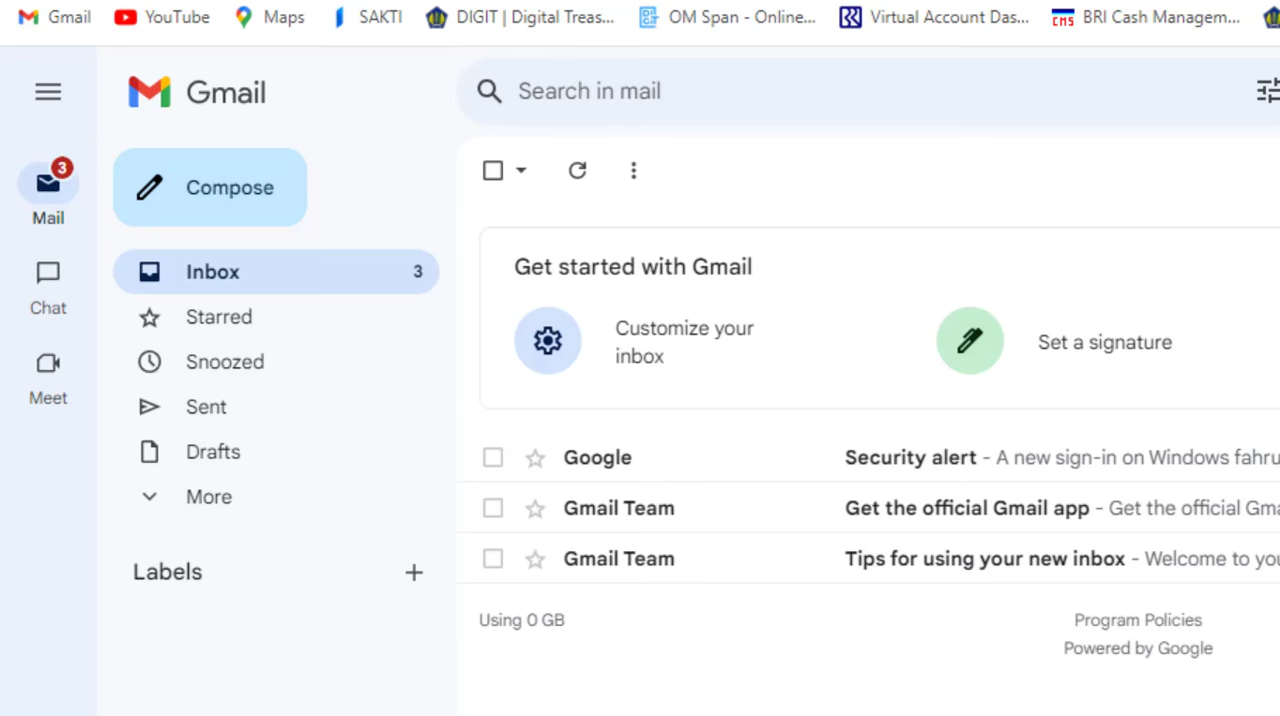 Gmail YouTube Maps SAKTI DIGIT | Digital Treas... OM Span - Online... Virtual Account Das... CMS BRI Cash Managem...
Gmail
Search in mail
3
Mail
Compose
Inbox 3
Chat
Starred
Snoozed
Meet
Sent
Drafts
More
Labels
Get started with Gmail
Customize your
inbox
Set a signature
Google Security alert - A new sign-in on Windows fahru
Gmail Team Get the official Gmail app - Get the official Gma
Gmail Team Tips for using your new inbox - Welcome to you
Using 0 GB
Program Policies
Powered by Google